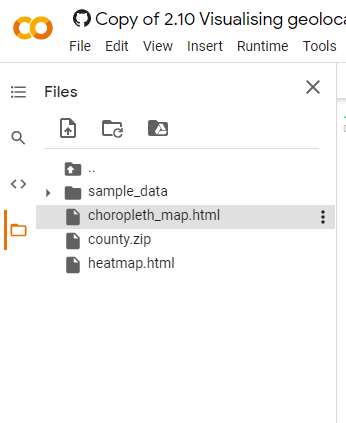 Copy of 2.10 Visualising geoloca
File Edit View Insert Runtime Tools
Files
..
sample_data
choropleth_map.html
county.zip
heatmap.html